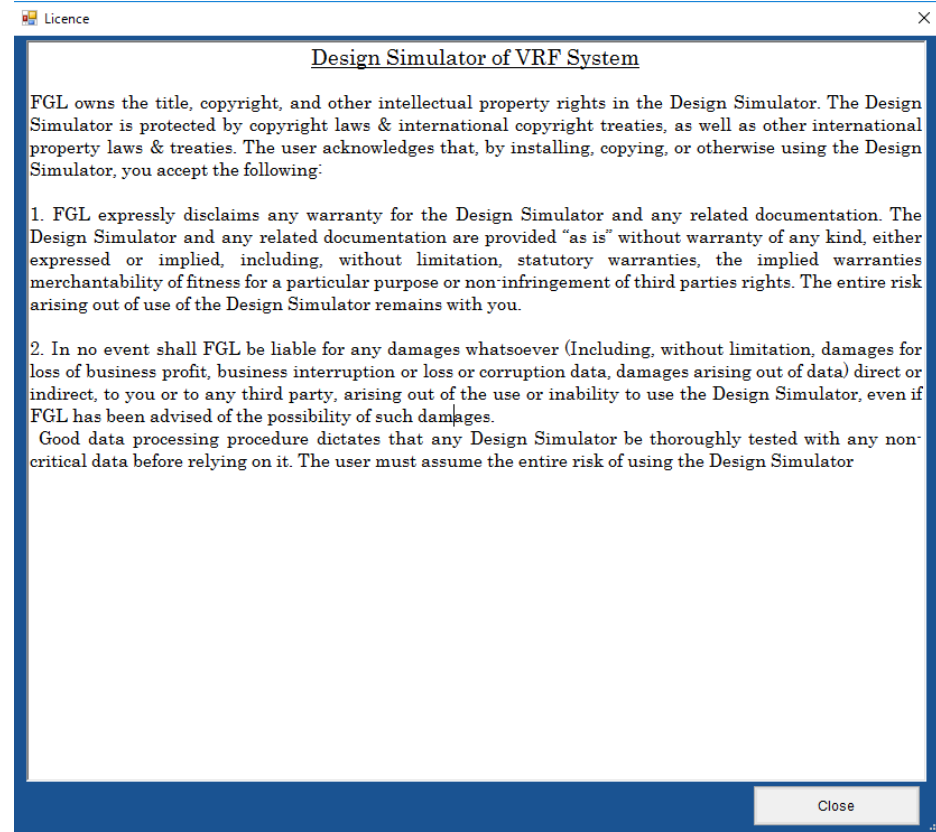 Licence
Design Simulator of VRF System
FGL owns the title, copyright, and other intellectual property rights in the Design Simulator. The Design
Simulator is protected by copyright laws & international copyright treaties, as well as other international
property laws & treaties. The user acknowledges that, by installing, copying, or otherwise using the Design
Simulator, you accept the following:
1. FGL expressly disclaims any warranty for the Design Simulator and any related documentation. The
Design Simulator and any related documentation are provided “as is” without warranty of any kind, either
expressed or implied, including, without limitation, statutory warranties, the implied warranties
merchantability of fitness for a particular purpose or non-infringement of third parties rights. The entire risk
arising out of use of the Design Simulator remains with you.
2. In no event shall FGL be liable for any damages whatsoever (Including, without limitation, damages for
loss of business profit, business interruption or loss or corruption data, damages arising out of data) direct or
indirect, to you or to any third party, arising out of the use or inability to use the Design Simulator, even if
FGL has been advised of the possibility of such damages.
Good data processing procedure dictates that any Design Simulator be thoroughly tested with any non-
critical data before relying on it. The user must assume the entire risk of using the Design Simulator
Close